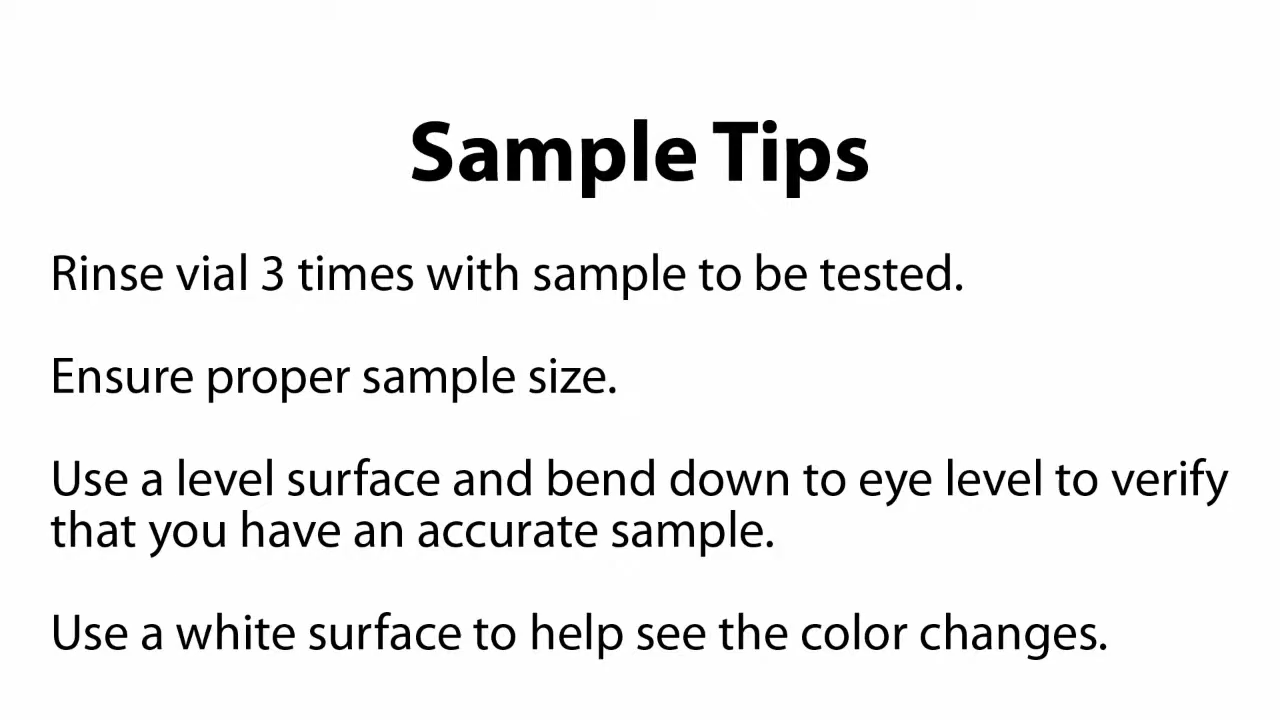 Sample Tips
Rinse vial 3 times with sample to be tested.
Ensure proper sample size.
Use a level surface and bend down to eye level to verify
that you have an accurate sample.
Use a white surface to help see the color changes.